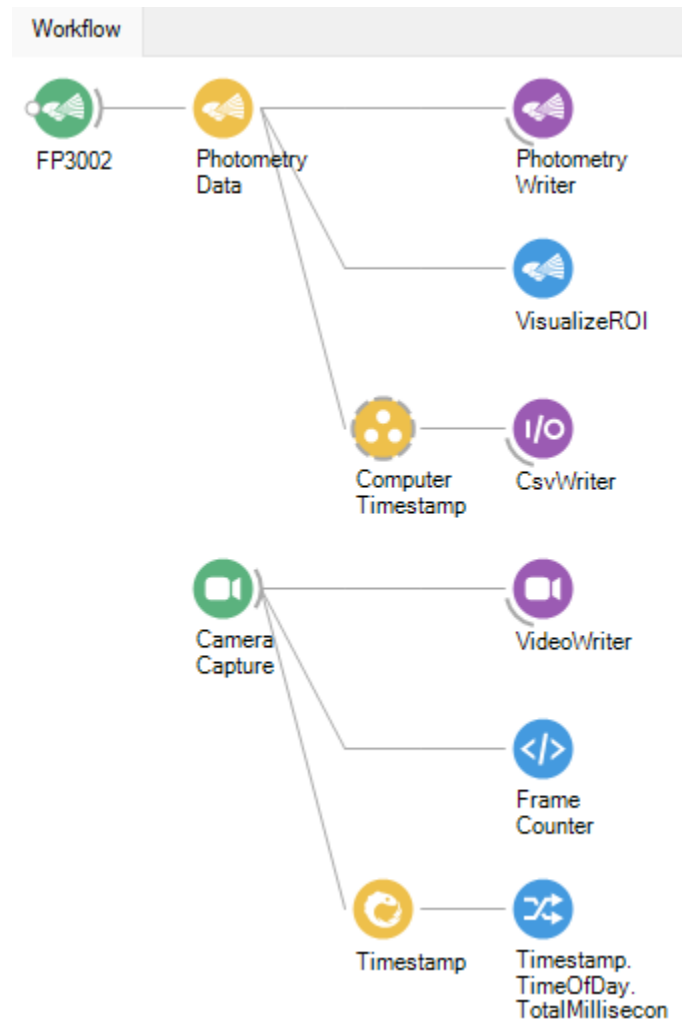 Workflow
FP3002
Photometry
Data
Photometry
Writer
VisualizeROI
I/O
Computer
Timestamp
CsvWriter
Camera
Capture
VideoWriter
</>
Frame
Counter
Timestamp
Timestamp.
TimeOfDay.
TotalMillisecon